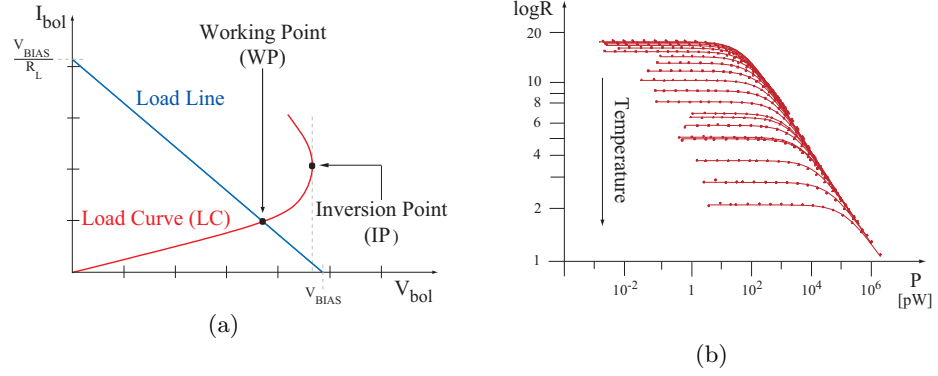 I_bol
V_BIAS
R_L
Working Point
(WP)
Load Line
Load Curve (LC)
Inversion Point
(IP)
V_BIAS
V_bol
(a)
logR
20
10
8
6
4
2
1
Temperature
10^-2
1
10^2
10^4
10^6
P
[pW]
(b)